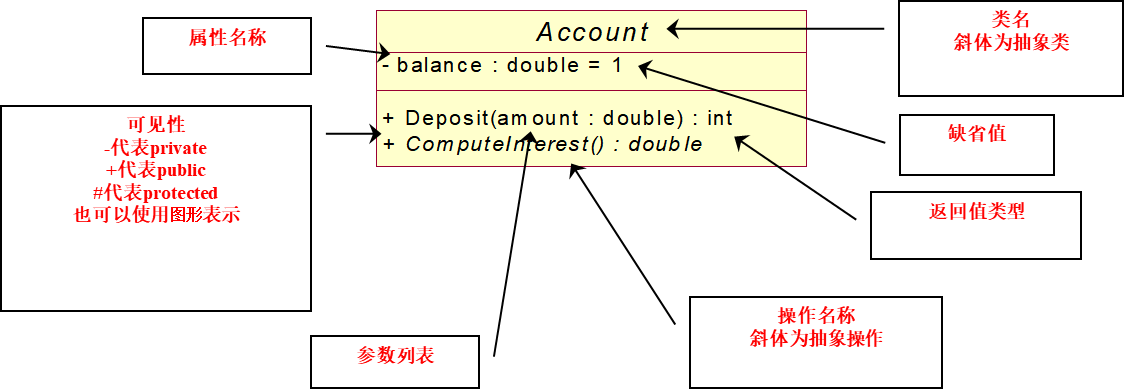 属性名称
Account
类名
斜体为抽象类
- balance : double = 1
可见性
-代表private
+代表public
#代表protected
也可以使用图形表示
+ Deposit(amount : double) : int
+ ComputeInterest() : double
缺省值
返回值类型
操作名称
斜体为抽象操作
参数列表